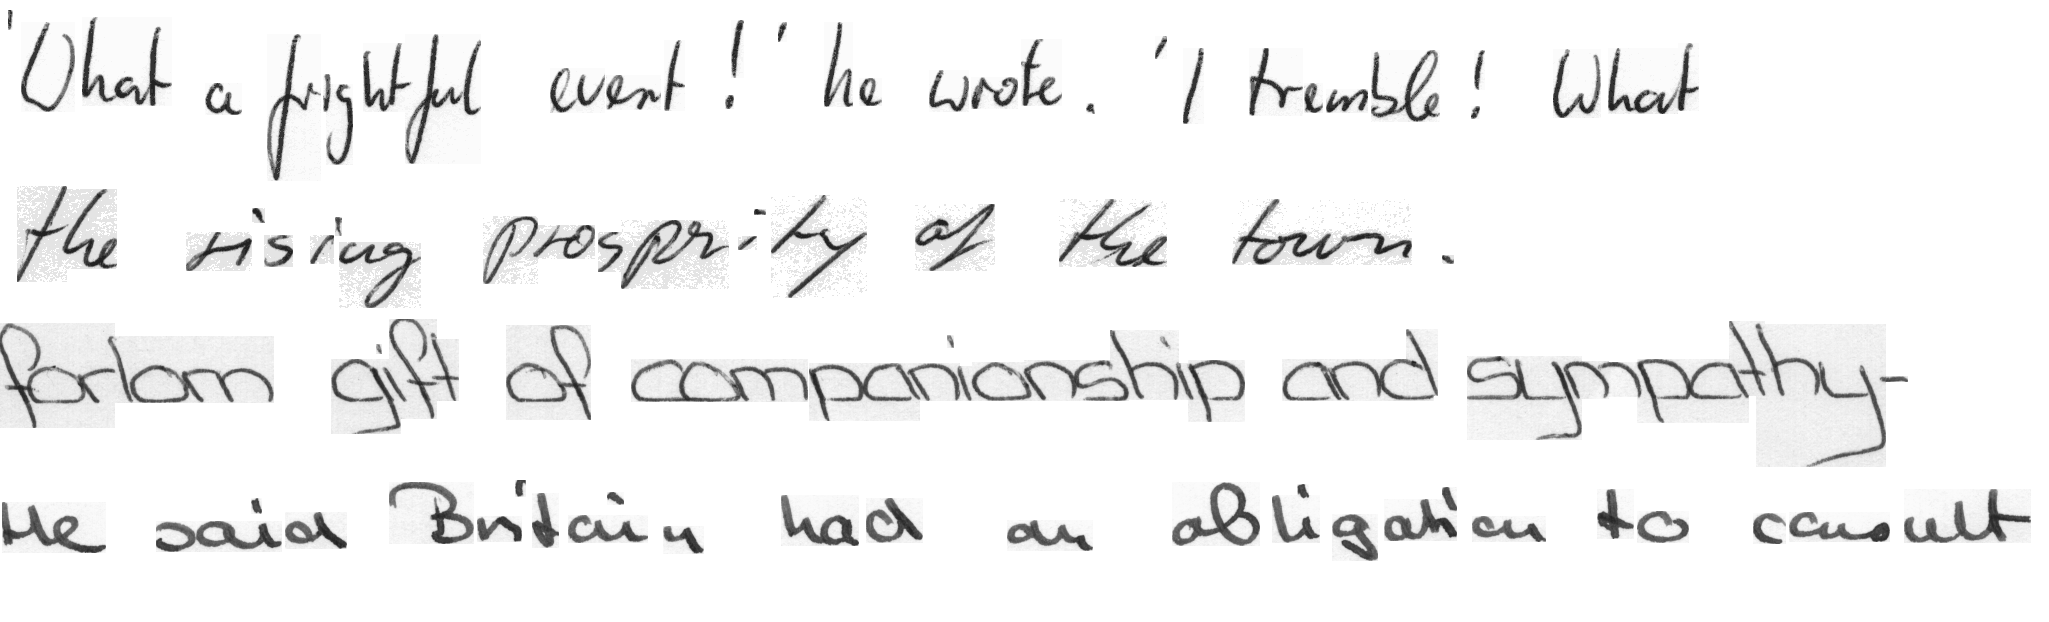 'What a frightful event!' he wrote. 'I tremble! What
the rising prosprity of the town.
forlorn gift of companionship and sympathy-
He said Britain had an obligation to consult